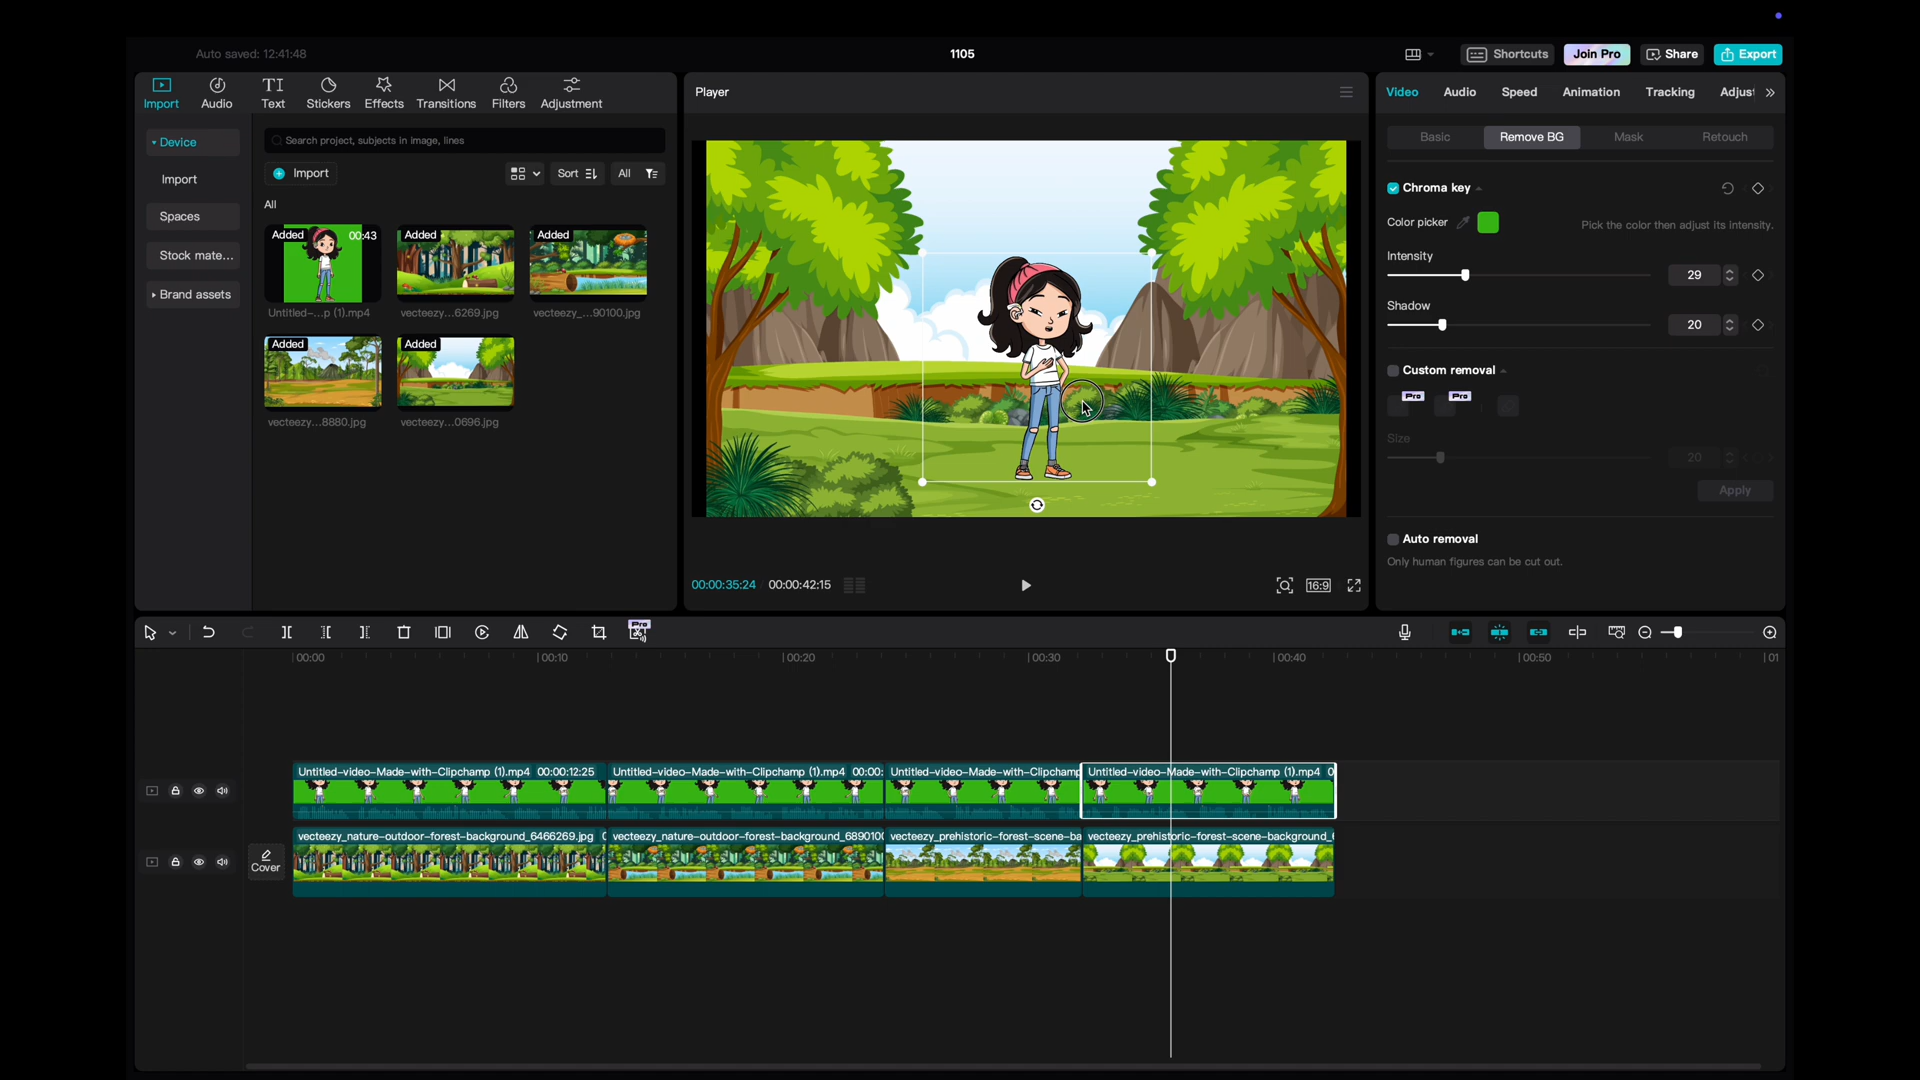 Auto saved: 12:41:48
1105
Shortcuts
Join Pro
Share
Export
Import
Audio
Text
Stickers
Effects
Transitions
Filters
Adjustment
Device
Import
Spaces
Stock mate...
Brand assets
Search project, subjects in image, lines
Import
Sort
All
All
Added 00:43
Added
Added
Untitled-...p (1).mp4
vecteezy...6269.jpg
vecteezy_...90100.jpg
Added
Added
vecteezy...8880.jpg
vecteezy...0696.jpg
Player
00:00:35:24 00:00:42:15
16:9
Video
Audio
Speed
Animation
Tracking
Adjust
Basic
Remove BG
Mask
Retouch
Chroma key
Color picker
Pick the color then adjust its intensity.
Intensity
29
Shadow
20
Custom removal
Pro
Pro
Size
20
Apply
Auto removal
Only human figures can be cut out.
Pro
00:00 00:10 00:20 00:30 00:40 00:50 01
Untitled-video-Made-with-Clipchamp (1).mp4 00:00:12:25
Untitled-video-Made-with-Clipchamp (1).mp4 00:00:
Untitled-video-Made-with-Clipchamp
Untitled-video-Made-with-Clipchamp (1).mp4 0
Cover
vecteezy_nature-outdoor-forest-background_6466269.jpg
vecteezy_nature-outdoor-forest-background_689010
vecteezy_prehistoric-forest-scene-ba
vecteezy_prehistoric-forest-scene-background_